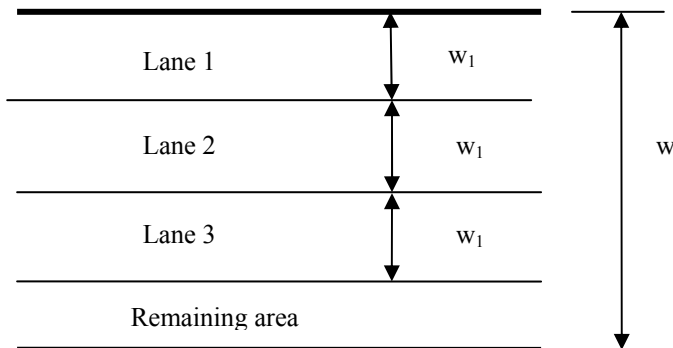 Lane 1 w₁
Lane 2 w₁ w
Lane 3 w₁
Remaining area